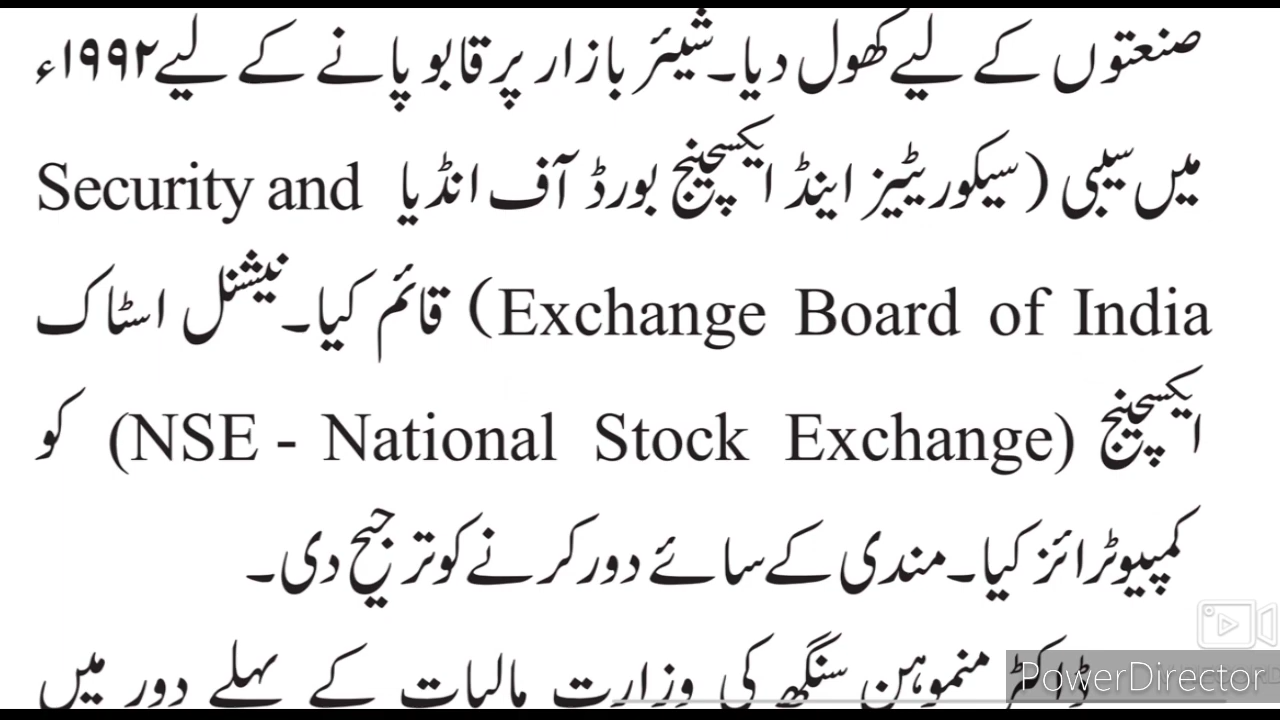 صنعتوں کے لیے کھول دیا۔ شیئر بازار پر قابو پانے کے لیے ۱۹۹۲ء
میں سیبی (سیکوریٹیز اینڈ ایکسچینج بورڈ آف انڈیا Security and
Exchange Board of India) قائم کیا۔ نیشنل اسٹاک
ایکسچینج (NSE - National Stock Exchange) کو
کمپیوٹرائز کیا۔ مندی کے سائے دور کرنے کو ترجیح دی۔
ڈاکٹر منموہن سنگھ کی وزارت مالیات کے پہلے دور میں
PowerDirector